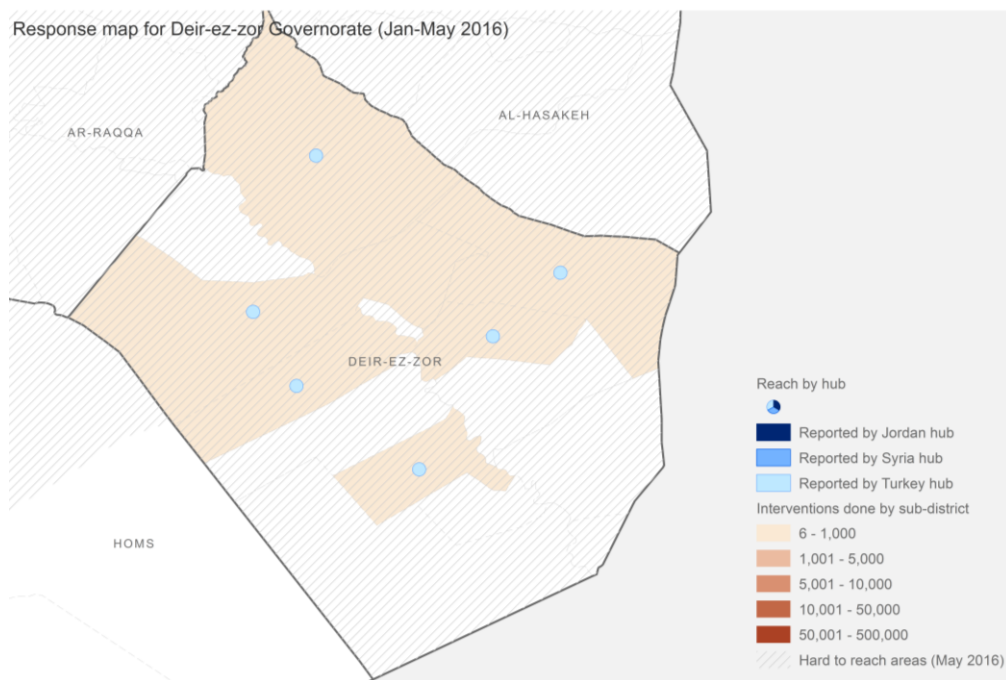 Response map for Deir-ez-zor Governorate (Jan-May 2016)
AL-HASAKEH
AR-RAQQA
DEIR-EZ-ZOR
HOMS
Reach by hub
Reported by Jordan hub
Reported by Syria hub
Reported by Turkey hub
Interventions done by sub-district
6 - 1,000
1,001 - 5,000
5,001 - 10,000
10,001 - 50,000
50,001 - 500,000
Hard to reach areas (May 2016)